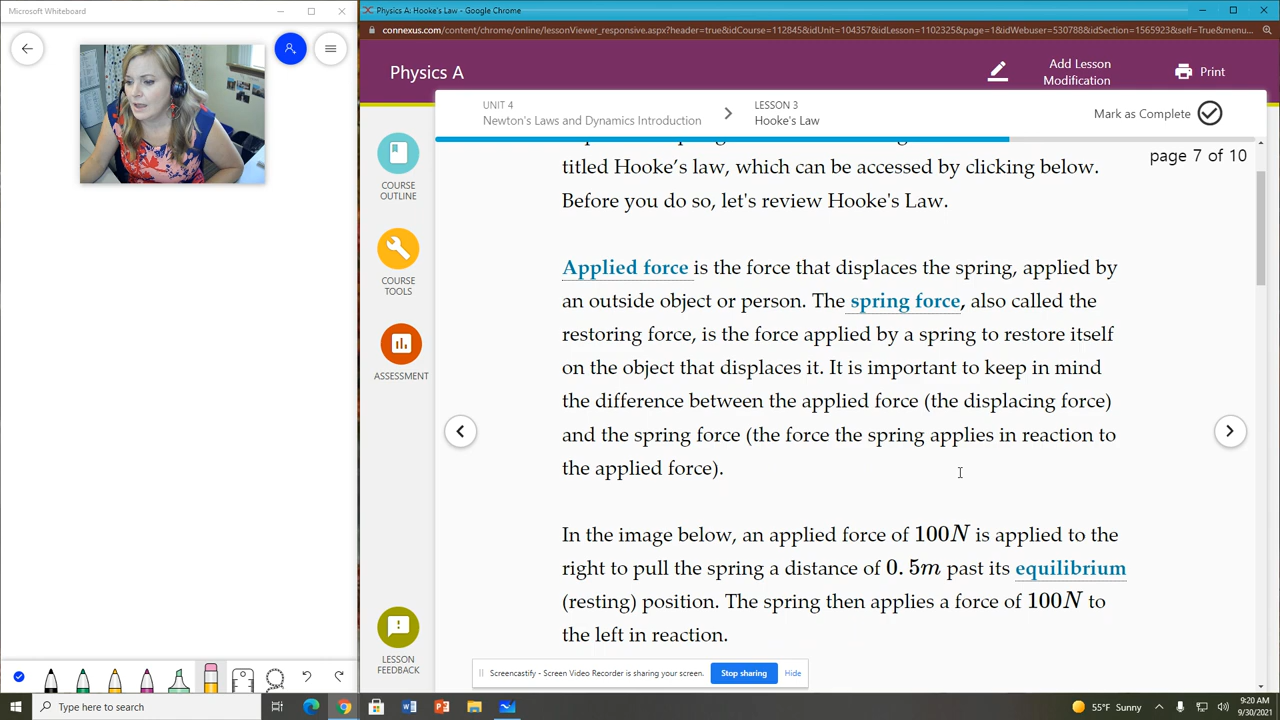 Microsoft Whiteboard
Physics A: Hooke's Law - Google Chrome
connexus.com/content/chrome/online/lessonViewer_responsive.aspx?header=true&idCourse=112845&idUnit=104357&idLesson=1102325&page=1&idWebuser=530788&idSection=1565923&self=True&menu...
Physics A
Add Lesson
Modification
Print
UNIT 4
Newton's Laws and Dynamics Introduction
LESSON 3
Hooke's Law
Mark as Complete
page 7 of 10
COURSE
OUTLINE
COURSE
TOOLS
ASSESSMENT
LESSON
FEEDBACK
titled Hooke's law, which can be accessed by clicking below.
Before you do so, let's review Hooke's Law.
Applied force is the force that displaces the spring, applied by
an outside object or person. The spring force, also called the
restoring force, is the force applied by a spring to restore itself
on the object that displaces it. It is important to keep in mind
the difference between the applied force (the displacing force)
and the spring force (the force the spring applies in reaction to
the applied force).
In the image below, an applied force of 100N is applied to the
right to pull the spring a distance of 0.5m past its equilibrium
(resting) position. The spring then applies a force of 100N to
the left in reaction.
Screencastify - Screen Video Recorder is sharing your screen.
Stop sharing
Hide
Type here to search
55°F Sunny
9:20 AM
9/30/2021